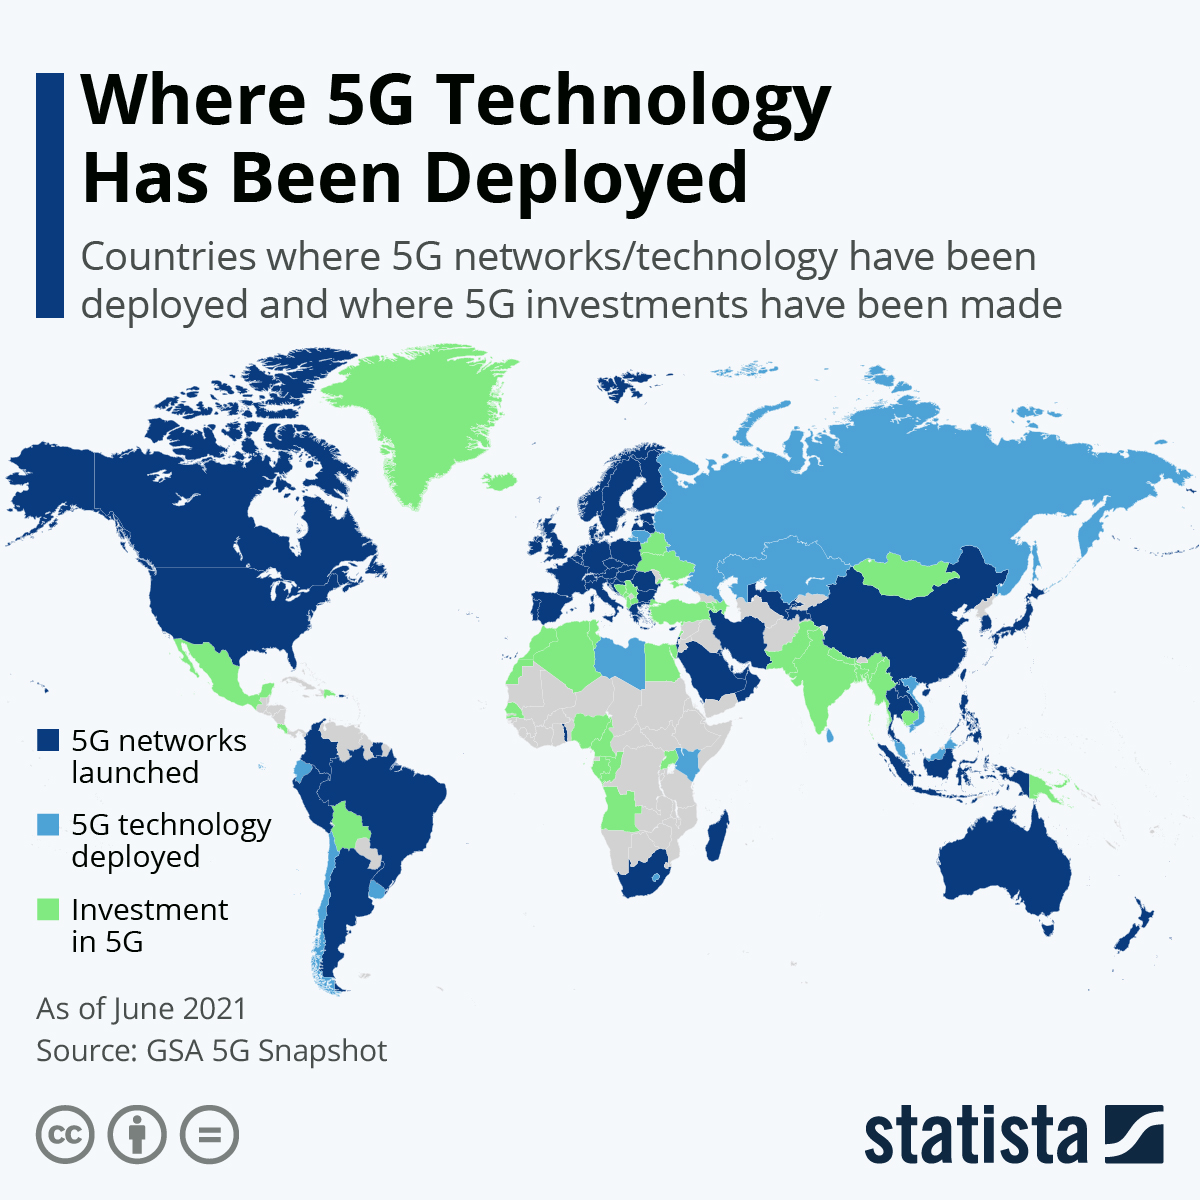 Where 5G Technology
Has Been Deployed
Countries where 5G networks/technology have been
deployed and where 5G investments have been made
5G networks
launched
5G technology
deployed
Investment
in 5G
As of June 2021
Source: GSA 5G Snapshot
cc
statista